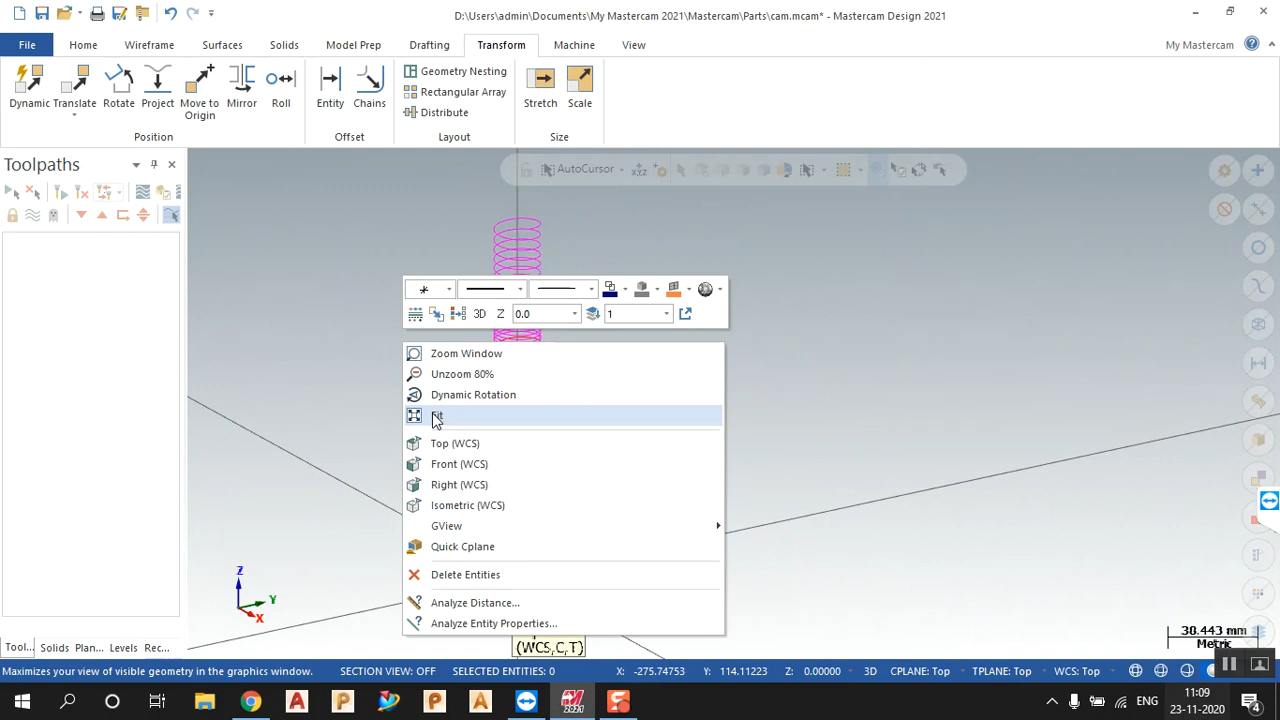 D:\Users\admin\Documents\My Mastercam 2021\Mastercam\Parts\cam.mcam* - Mastercam Design 2021
File Home Wireframe Surfaces Solids Model Prep Drafting Transform Machine View My Mastercam
Dynamic Translate Rotate Project Move to Origin Mirror Roll Entity Chains Geometry Nesting Rectangular Array Distribute Stretch Scale
Position Offset Layout Size
Toolpaths
AutoCursor
3D Z 0.0 1
Zoom Window
Unzoom 80%
Dynamic Rotation
Fit
Top (WCS)
Front (WCS)
Right (WCS)
Isometric (WCS)
GView
Quick Cplane
Delete Entities
Analyze Distance...
Analyze Entity Properties...
Z
Y
X
(WCS,C,T)
38.443 mm
Metric
Tool... Solids Plan... Levels Rec...
Maximizes your view of visible geometry in the graphics window. SECTION VIEW: OFF SELECTED ENTITIES: 0 X: -275.74753 Y: 114.11223 Z: 0.00000 3D CPLANE: Top TPLANE: Top WCS: Top
A P P A 2021 S ENG 11:09 23-11-2020 4